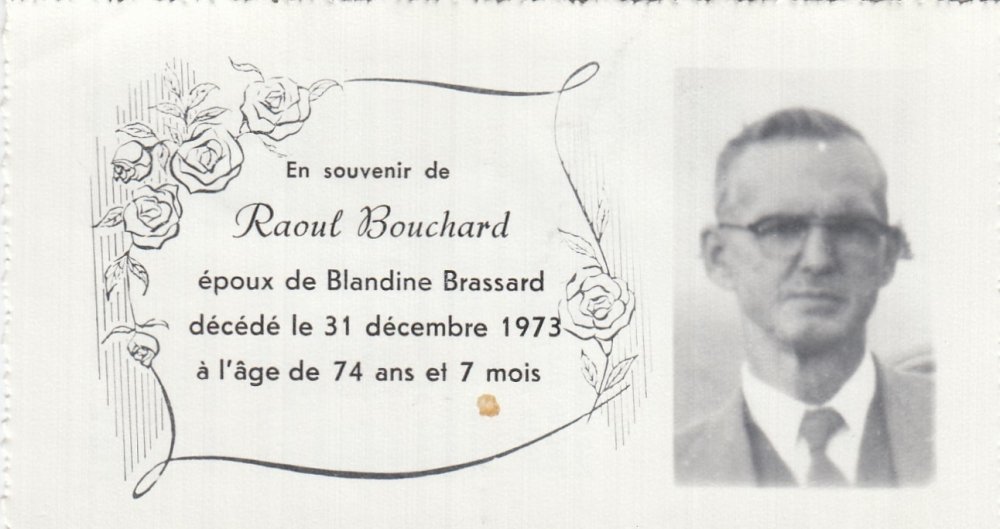 En souvenir de
Raoul Bouchard
époux de Blandine Brassard
décédé le 31 décembre 1973
à l'âge de 74 ans et 7 mois